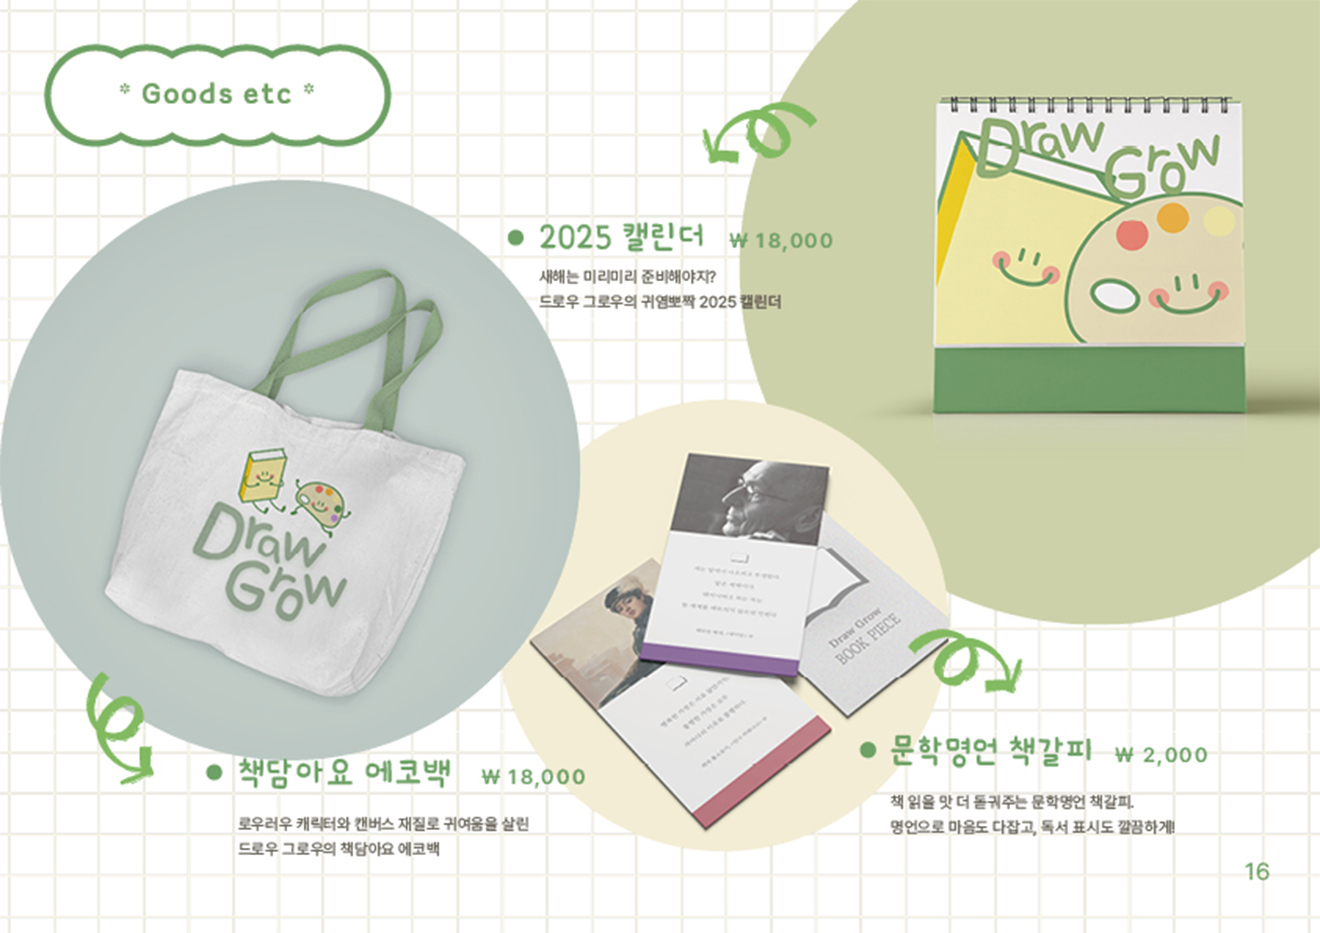 * Goods etc *
Draw
Grow
2025 캘린더 ₩ 18,000
새해는 미리미리 준비해야지?
드로우 그로우의 귀염뽀짝 2025 캘린더
Draw
Grow
Draw Grow
BOOK PIECE
책담아요 에코백 ₩ 18,000
로우러우 캐릭터와 캔버스 재질로 귀여움을 살린
드로우 그로우의 책담아요 에코백
문학명언 책갈피 ₩ 2,000
책 읽을 맛 더 돋궈주는 문학명언 책갈피.
명언으로 마음도 다잡고, 독서 표시도 깔끔하게!
16